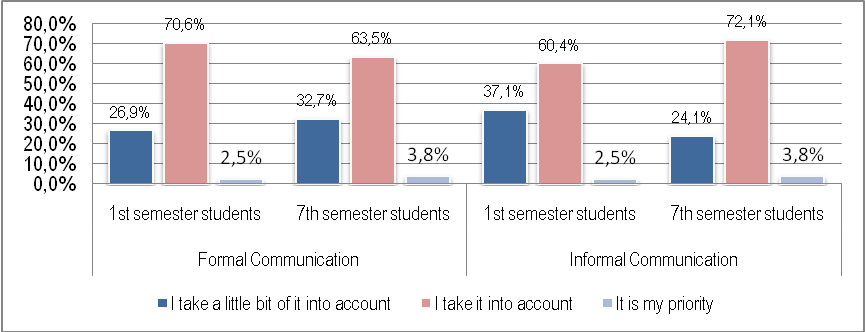 80,0%
70,0%
60,0%
50,0%
40,0%
30,0%
20,0%
10,0%
0,0%
26,9%
70,6%
2,5%
32,7%
63,5%
3,8%
37,1%
60,4%
2,5%
24,1%
72,1%
3,8%
1st semester students
7th semester students
1st semester students
7th semester students
Formal Communication
Informal Communication
I take a little bit of it into account
I take it into account
It is my priority